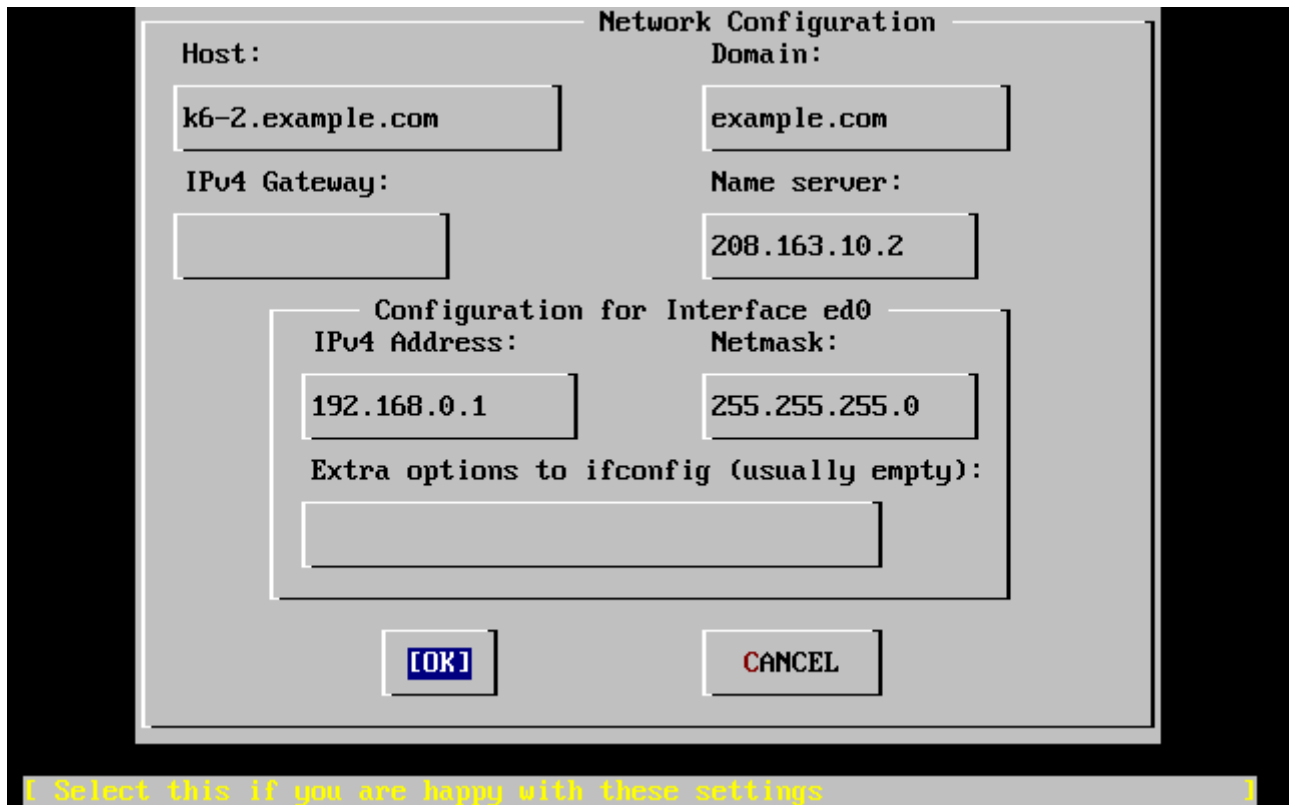 Network Configuration
Host: Domain:
k6-2.example.com example.com
IPv4 Gateway: Name server:
208.163.10.2
Configuration for Interface ed0
IPv4 Address: Netmask:
192.168.0.1 255.255.255.0
Extra options to ifconfig (usually empty):
[OK] CANCEL
[ Select this if you are happy with these settings ]